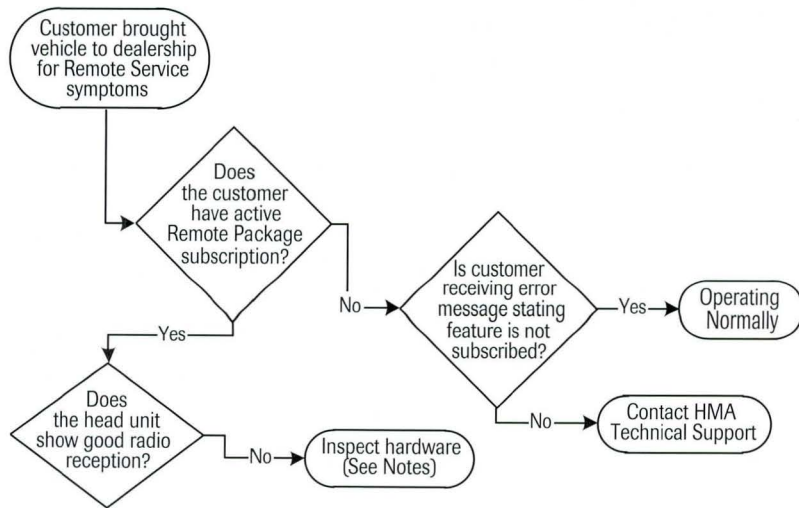 Customer brought
vehicle to dealership
for Remote Service
symptoms
Does
the customer
have active
Remote Package
subscription?
No
Is customer
receiving error
message stating
feature is not
subscribed?
Yes
Operating
Normally
Yes
No
Contact HMA
Technical Support
Does
the head unit
show good radio
reception?
No
Inspect hardware
(See Notes)